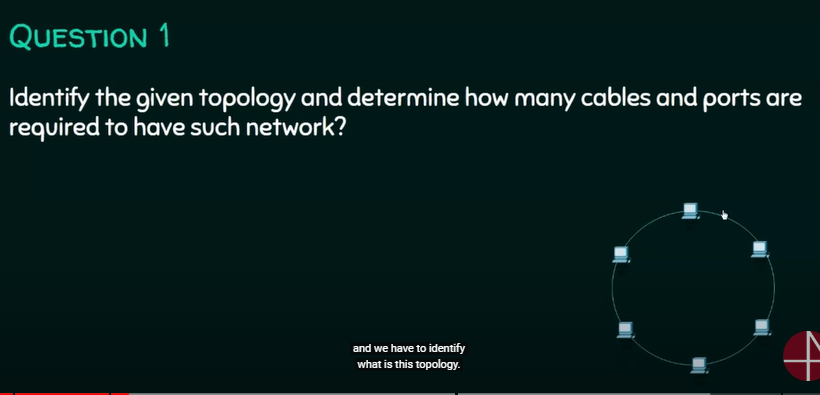 QUESTION 1
Identify the given topology and determine how many cables and ports are
required to have such network?
and we have to identify
what is this topology.